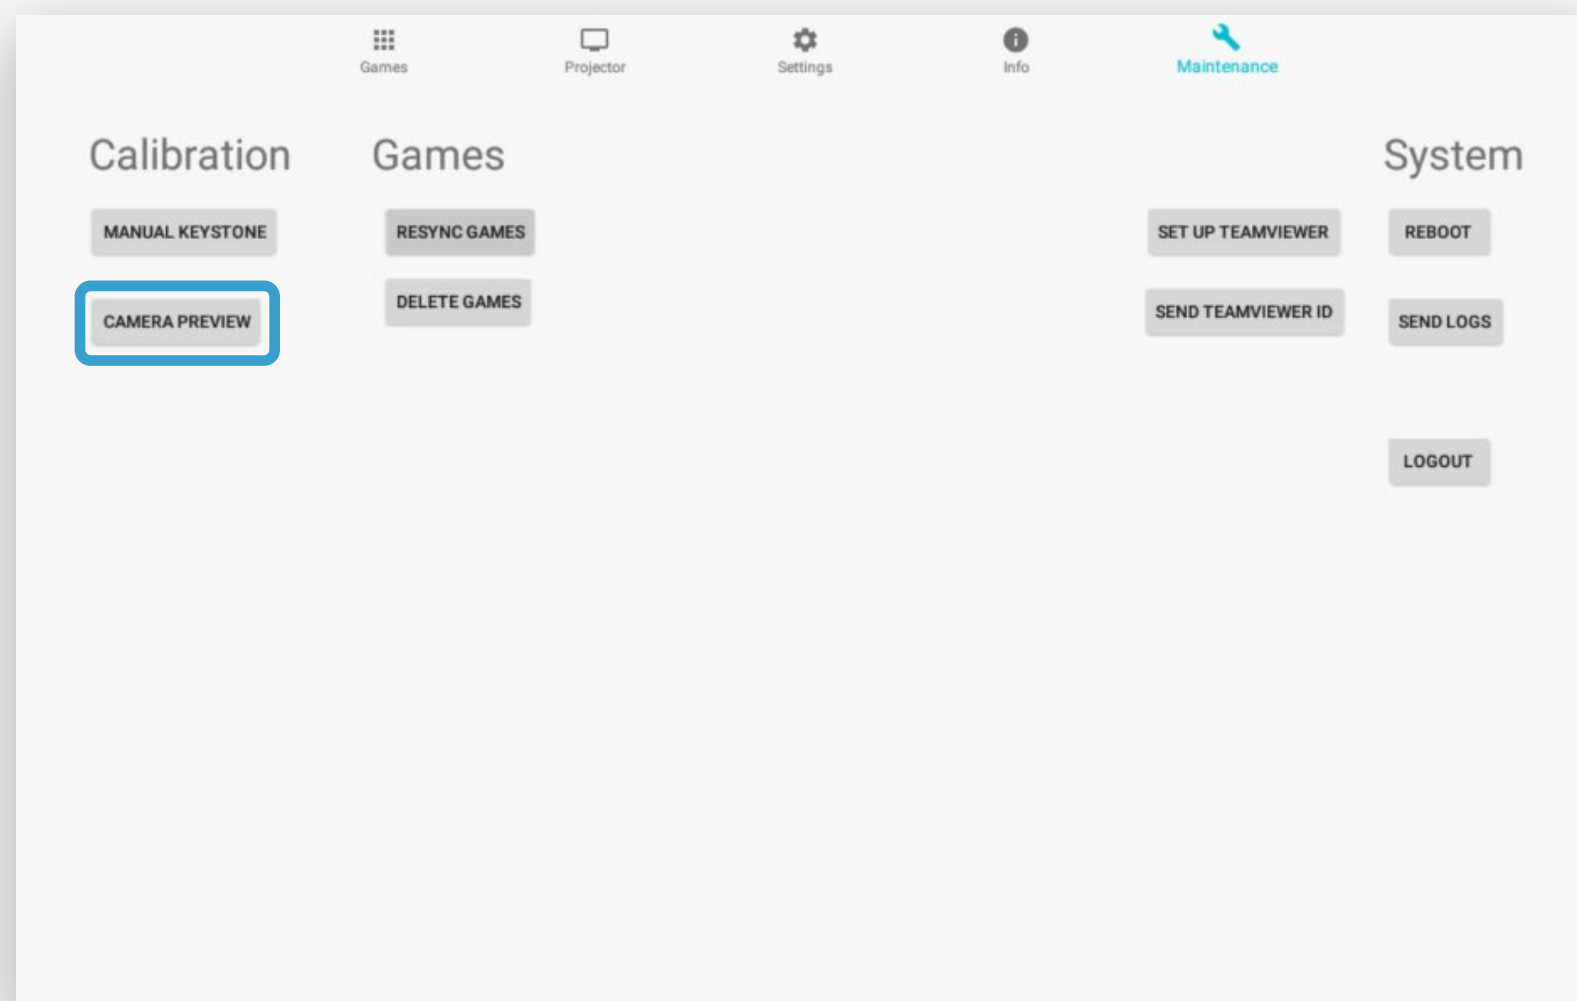 Games
Projector
Settings
Info
Maintenance
Calibration
Games
System
MANUAL KEYSTONE
RESYNC GAMES
SET UP TEAMVIEWER
REBOOT
CAMERA PREVIEW
DELETE GAMES
SEND TEAMVIEWER ID
SEND LOGS
LOGOUT